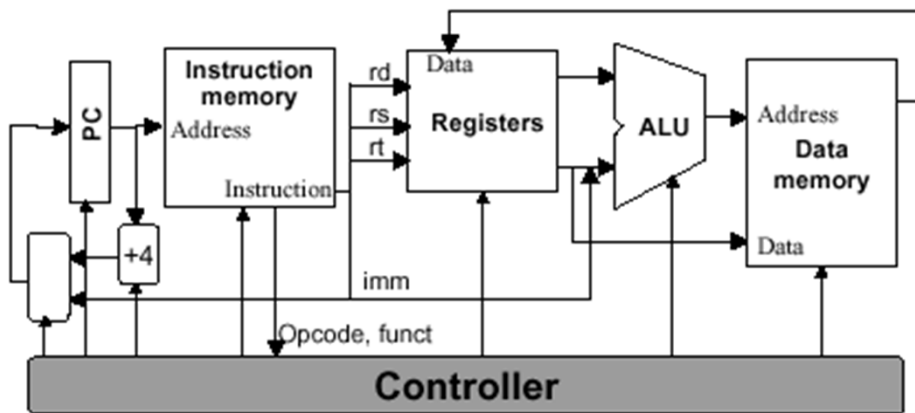 Instruction
memory
Address
Instruction
PC
+4
rd
rs
rt
imm
Opcode, funct
Data
Registers
ALU
Address
Data
memory
Data
Controller